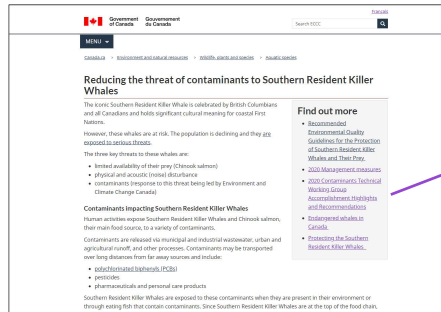 Français
Government Gouvernement
of Canada du Canada
Search ECCC
MENU
Canada.ca > Environment and natural resources > Wildlife, plants and species > Aquatic species
Reducing the threat of contaminants to Southern Resident Killer
Whales
The iconic Southern Resident Killer Whale is celebrated by British Columbians
and all Canadians and holds significant cultural meaning for coastal First
Nations.
However, these whales are at risk. The population is declining and they are
exposed to serious threats.
The three key threats to these whales are:
• limited availability of their prey (Chinook salmon)
• physical and acoustic (noise) disturbance
• contaminants (response to this threat being led by Environment and
Climate Change Canada)
Contaminants impacting Southern Resident Killer Whales
Human activities expose Southern Resident Killer Whales and Chinook salmon,
their main food source, to a variety of contaminants.
Contaminants are released via municipal and industrial wastewater, urban and
agricultural runoff, and other processes. Contaminants may be transported
over long distances from far away sources and include:
• polychlorinated biphenyls (PCBs)
• pesticides
• pharmaceuticals and personal care products
Southern Resident Killer Whales are exposed to these contaminants when they are present in their environment or
through eating fish that contain contaminants. Since Southern Resident Killer Whales are at the top of the food chain,
Find out more
• Recommended
Environmental Quality
Guidelines for the Protection
of Southern Resident Killer
Whales and Their Prey
• 2020 Management measures
• 2020 Contaminants Technical
Working Group
Accomplishment Highlights
and Recommendations
• Endangered whales in
Canada
• Protecting the Southern
Resident Killer Whales